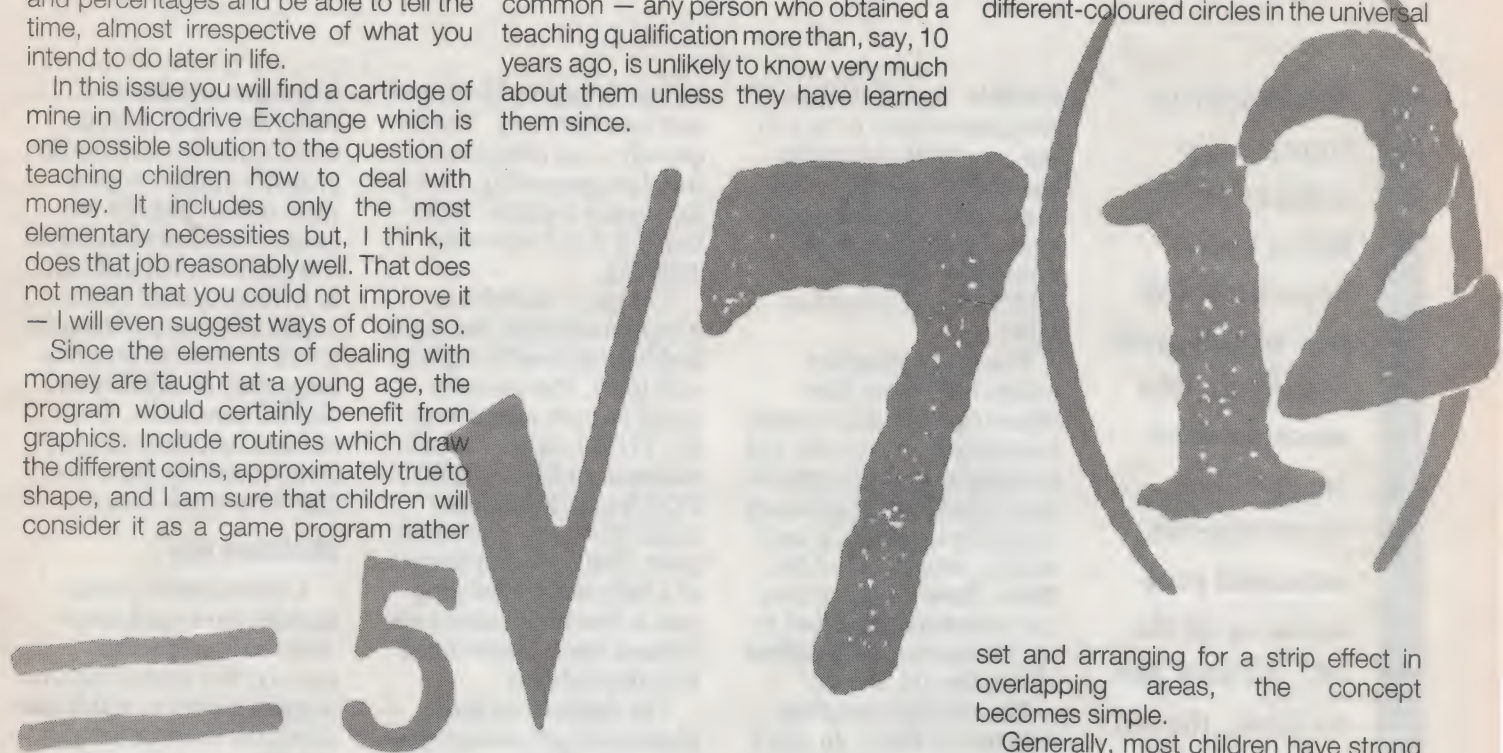 and percentages and be able to tell the
time, almost irrespective of what you
intend to do later in life.
In this issue you will find a cartridge of
mine in Microdrive Exchange which is
one possible solution to the question of
teaching children how to deal with
money. It includes only the most
elementary necessities but, I think, it
does that job reasonably well. That does
not mean that you could not improve it
— I will even suggest ways of doing so.
Since the elements of dealing with
money are taught at a young age, the
program would certainly benefit from
graphics. Include routines which draw
the different coins, approximately true to
shape, and I am sure that children will
consider it as a game program rather
common — any person who obtained a
teaching qualification more than, say, 10
years ago, is unlikely to know very much
about them unless they have learned
them since.
different-coloured circles in the universal
= 5√7(12)
set and arranging for a strip effect in
overlapping areas, the concept
becomes simple.
Generally, most children have strong